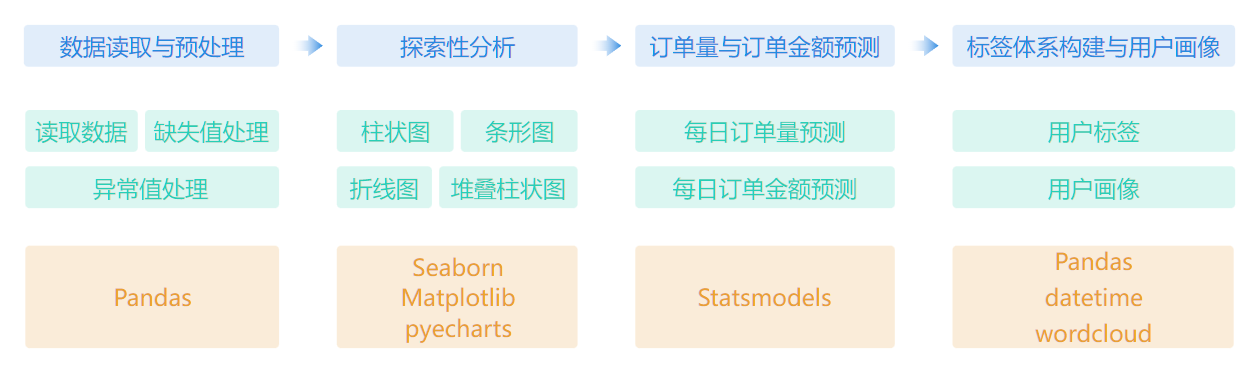 数据读取与预处理
探索性分析
订单量与订单金额预测
标签体系构建与用户画像
读取数据
缺失值处理
柱状图
条形图
每日订单量预测
用户标签
异常值处理
折线图
堆叠柱状图
每日订单金额预测
用户画像
Pandas
Seaborn
Matplotlib
pyecharts
Statsmodels
Pandas
datetime
wordcloud